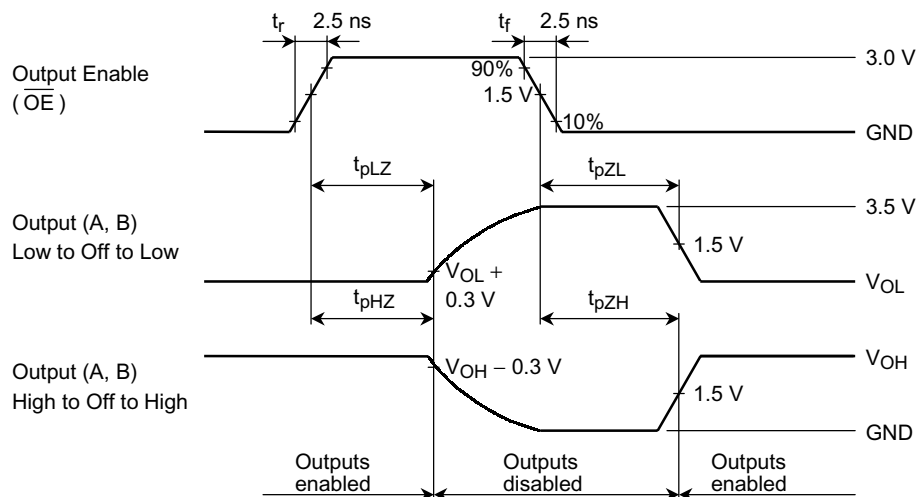 tr 2.5 ns tf 2.5 ns
Output Enable
( OE )
90%
1.5 V
10%
3.0 V
GND
tpLZ tpZL
Output (A, B)
Low to Off to Low
3.5 V
1.5 V
VOL +
0.3 V
VOL
tpHZ tpZH
Output (A, B)
High to Off to High
VOH – 0.3 V
VOH
1.5 V
GND
Outputs
enabled
Outputs
disabled
Outputs
enabled